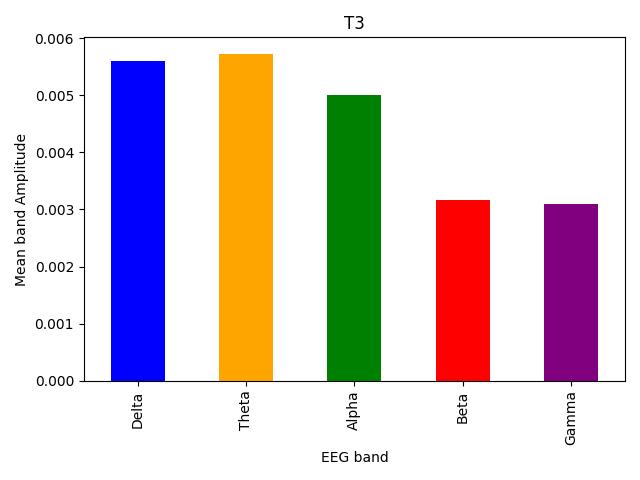 T3
Mean band Amplitude
0.006
0.005
0.004
0.003
0.002
0.001
0.000
Delta
Theta
Alpha
Beta
Gamma
EEG band